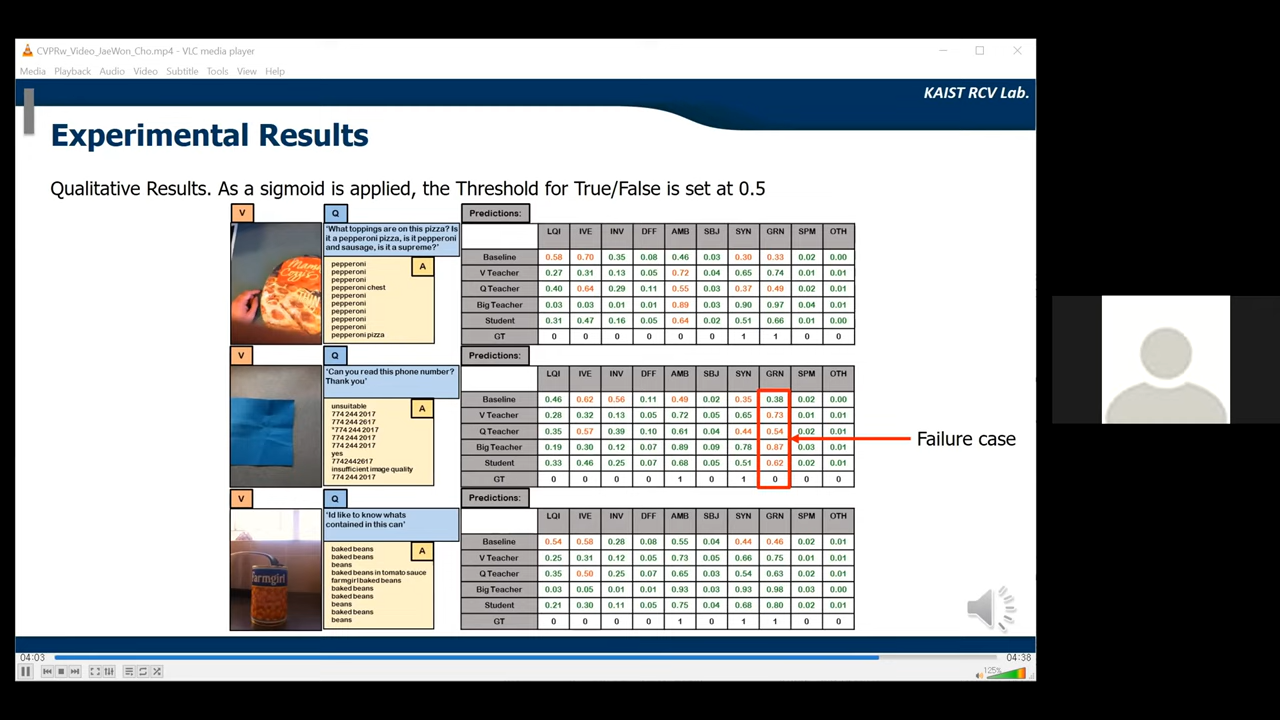 CVPRw_Video_JaeWon_Cho.mp4 - VLC media player
Media Playback Audio Video Subtitle Tools View Help
KAIST RCV Lab.
Experimental Results
Qualitative Results. As a sigmoid is applied, the Threshold for True/False is set at 0.5
V
Q
Predictions:
'What toppings are on this pizza? Is
it a pepperoni pizza, is it pepperoni
and sausage, is it a supreme?'
A
pepperoni
pepperoni
pepperoni
pepperoni chest
pepperoni
pepperoni
pepperoni
pepperoni
pepperoni
pepperoni pizza
LQI IVE INV DFF AMB SBJ SYN GRN SPM OTH
Baseline 0.58 0.70 0.35 0.08 0.46 0.03 0.30 0.33 0.02 0.00
V Teacher 0.27 0.31 0.13 0.05 0.72 0.04 0.65 0.74 0.01 0.01
Q Teacher 0.40 0.64 0.29 0.11 0.55 0.03 0.37 0.49 0.02 0.01
Big Teacher 0.03 0.03 0.01 0.01 0.89 0.03 0.90 0.97 0.04 0.01
Student 0.31 0.47 0.16 0.05 0.64 0.02 0.51 0.66 0.01 0.00
GT 0 0 0 0 0 0 1 1 0 0
V
Q
Predictions:
'Can you read this phone number?
Thank you'
A
unsuitable
774 244 2017
774 244 2617
"774 244 2017
774 244 2017
774 244 2017
yes
7742442617
insufficient image quality
774 244 2017
LQI IVE INV DFF AMB SBJ SYN GRN SPM OTH
Baseline 0.46 0.62 0.56 0.11 0.49 0.02 0.35 0.38 0.02 0.00
V Teacher 0.28 0.32 0.13 0.05 0.72 0.05 0.65 0.73 0.01 0.01
Q Teacher 0.35 0.57 0.39 0.10 0.61 0.04 0.44 0.54 0.02 0.01
Big Teacher 0.19 0.30 0.12 0.07 0.89 0.09 0.78 0.87 0.03 0.01
Student 0.33 0.46 0.25 0.07 0.68 0.05 0.51 0.62 0.02 0.01
GT 0 0 0 0 1 0 1 0 0 0
Failure case
V
Q
Predictions:
'Id like to know whats
contained in this can'
A
baked beans
baked beans
beans
baked beans in tomato sauce
farmgirl baked beans
baked beans
baked beans
beans
baked beans
beans
farmgirl
LQI IVE INV DFF AMB SBJ SYN GRN SPM OTH
Baseline 0.54 0.58 0.28 0.08 0.55 0.04 0.44 0.46 0.02 0.01
V Teacher 0.25 0.31 0.12 0.05 0.73 0.05 0.66 0.75 0.01 0.01
Q Teacher 0.35 0.50 0.25 0.07 0.65 0.03 0.54 0.63 0.02 0.01
Big Teacher 0.03 0.05 0.01 0.01 0.93 0.03 0.93 0.98 0.03 0.00
Student 0.21 0.30 0.11 0.05 0.75 0.04 0.68 0.80 0.02 0.01
GT 0 0 0 0 1 0 1 1 0 0
04:03
04:38
125%